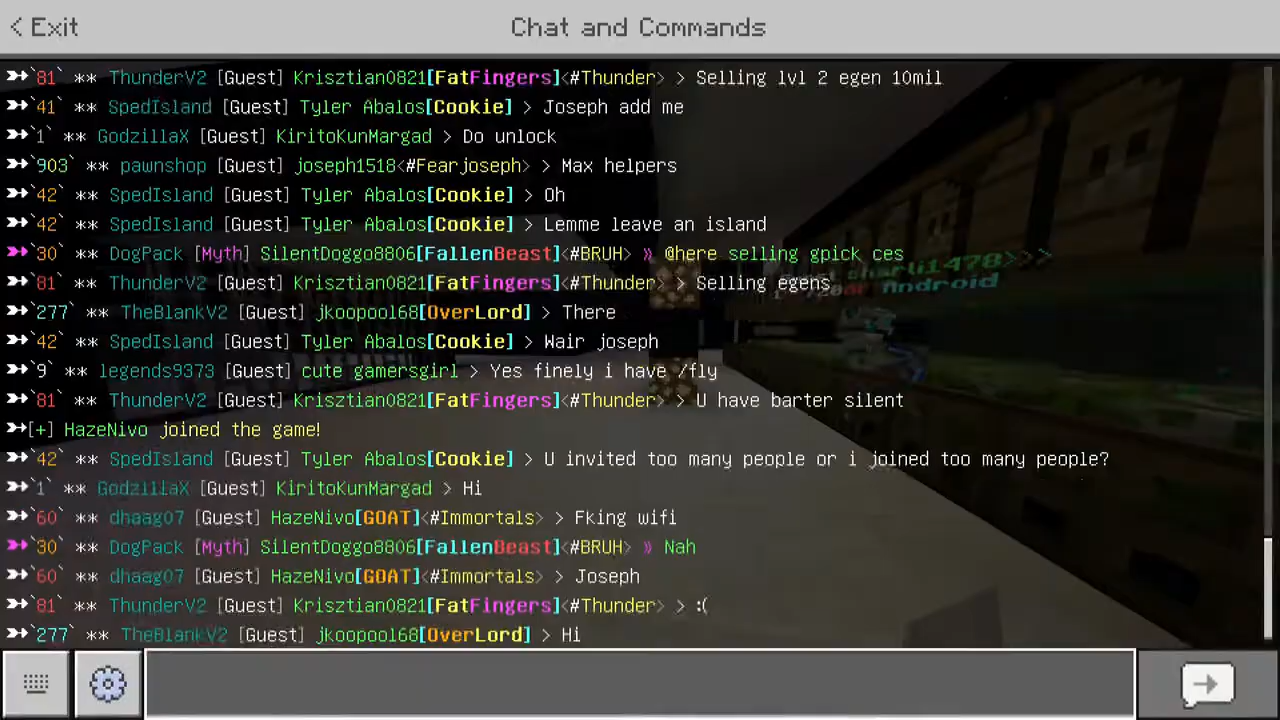 < Exit
Chat and Commands
`81` ** ThunderV2 [Guest] Krisztian0821[FatFingers]<#Thunder> > Selling lvl 2 egen 10mil
`41` ** SpedIsland [Guest] Tyler Abalos[Cookie] > Joseph add me
`1` ** GodzillaX [Guest] KiritoKunMargad > Do unlock
`903` ** pawnshop [Guest] joseph1518<#Fearjoseph> > Max helpers
`42` ** SpedIsland [Guest] Tyler Abalos[Cookie] > Oh
`42` ** SpedIsland [Guest] Tyler Abalos[Cookie] > Lemme leave an island
`30` ** DogPack [Myth] SilentDoggo8806[FallenBeast]<#BRUH> » @here selling gpick ces
`81` ** ThunderV2 [Guest] Krisztian0821[FatFingers]<#Thunder> > Selling egens
`277` ** TheBlankV2 [Guest] jkoopool68[OverLord] > There
`42` ** SpedIsland [Guest] Tyler Abalos[Cookie] > Wair joseph
`9` ** legends9373 [Guest] cute gamersgirl > Yes finely i have /fly
`81` ** ThunderV2 [Guest] Krisztian0821[FatFingers]<#Thunder> > U have barter silent
[+] HazeNivo joined the game!
`42` ** SpedIsland [Guest] Tyler Abalos[Cookie] > U invited too many people or i joined too many people?
`1` ** GodzillaX [Guest] KiritoKunMargad > Hi
`60` ** dhaag07 [Guest] HazeNivo[GOAT]<#Immortals> > Fking wifi
`30` ** DogPack [Myth] SilentDoggo8806[FallenBeast]<#BRUH> » Nah
`60` ** dhaag07 [Guest] HazeNivo[GOAT]<#Immortals> > Joseph
`81` ** ThunderV2 [Guest] Krisztian0821[FatFingers]<#Thunder> > :(
`277` ** TheBlankV2 [Guest] jkoopool68[OverLord] > Hi
Android